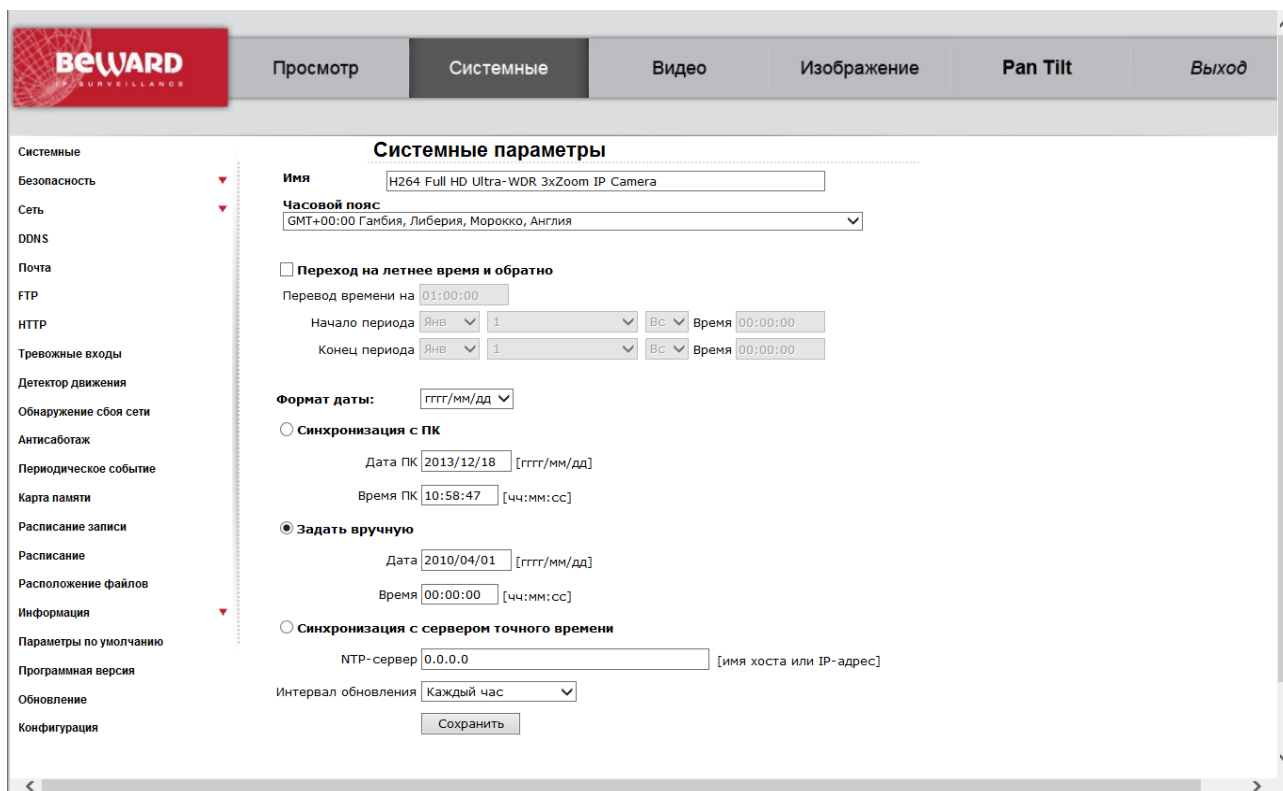 BEWARD
IP SURVEILLANCE
Просмотр
Системные
Видео
Изображение
Pan Tilt
Выход
Системные
Безопасность
Сеть
DDNS
Почта
FTP
HTTP
Тревожные входы
Детектор движения
Обнаружение сбоя сети
Антисаботаж
Периодическое событие
Карта памяти
Расписание записи
Расписание
Расположение файлов
Информация
Параметры по умолчанию
Программная версия
Обновление
Конфигурация
Системные параметры
Имя H264 Full HD Ultra-WDR 3xZoom IP Camera
Часовой пояс
GMT+00:00 Гамбия, Либерия, Морокко, Англия
Переход на летнее время и обратно
Перевод времени на 01:00:00
Начало периода Янв 1 Вс Время 00:00:00
Конец периода Янв 1 Вс Время 00:00:00
Формат даты: гггг/мм/дд
Синхронизация с ПК
Дата ПК 2013/12/18 [гггг/мм/дд]
Время ПК 10:58:47 [чч:мм:сс]
Задать вручную
Дата 2010/04/01 [гггг/мм/дд]
Время 00:00:00 [чч:мм:сс]
Синхронизация с сервером точного времени
NTP-сервер 0.0.0.0 [имя хоста или IP-адрес]
Интервал обновления Каждый час
Сохранить